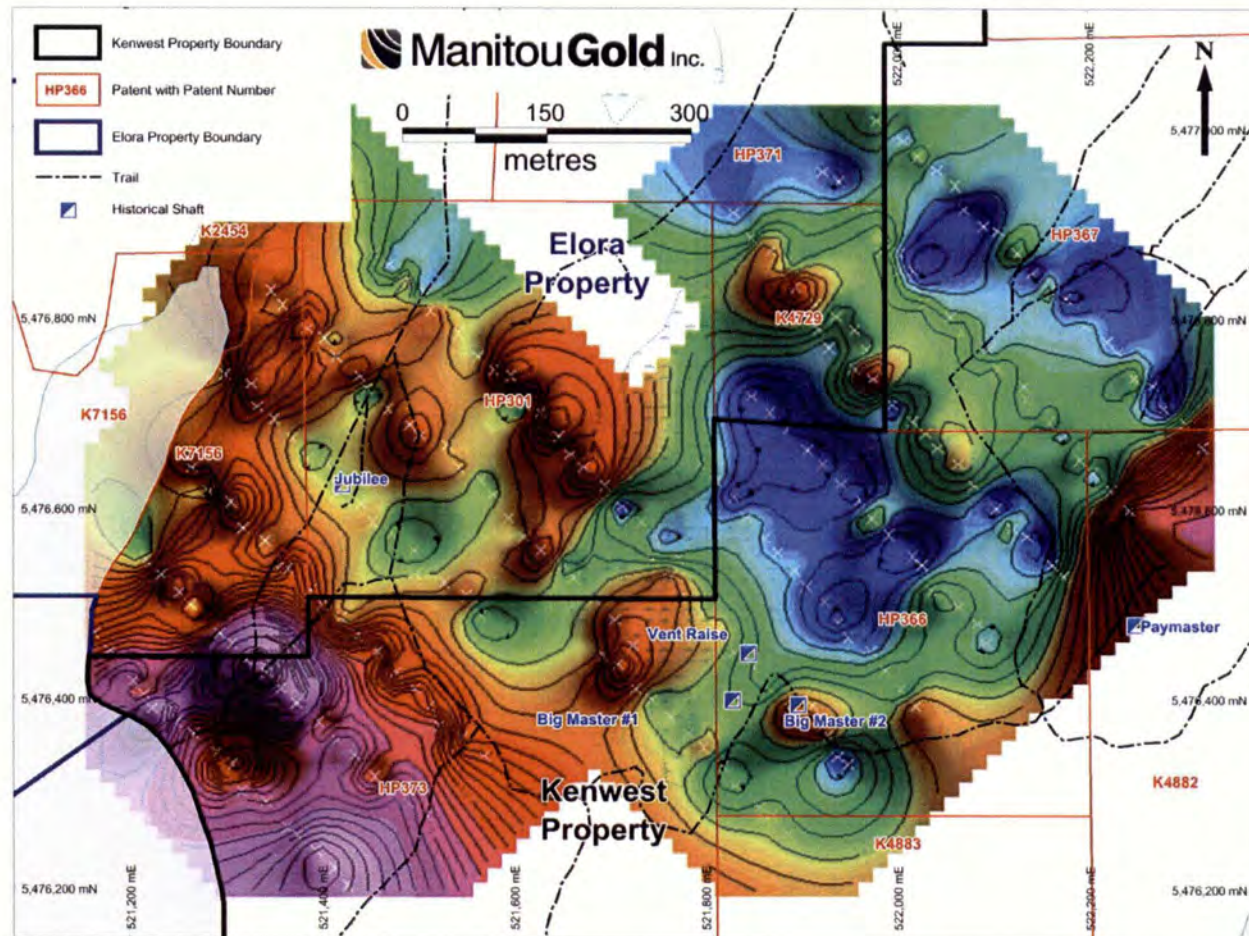 Kenwest Property Boundary
HP366 Patent with Patent Number
Elora Property Boundary
Trail
Historical Shaft
ManitouGold Inc.
0 150 300
metres
N
522,000 mE
522,200 mE
HP371
K2454
Elora
Property
HP367
5,476,800 mN
K4729
K7156
HP301
K7156
Jubilee
5,476,600 mN
HP366
Vent Raise
Paymaster
5,476,400 mN
5,476,400 mN
Big Master #1
Big Master #2
HP373
Kenwest
Property
K4882
K4883
5,476,200 mN
5,476,200 mN
521,200 mE
521,400 mE
521,600 mE
521,800 mE
522,000 mE
522,200 mE